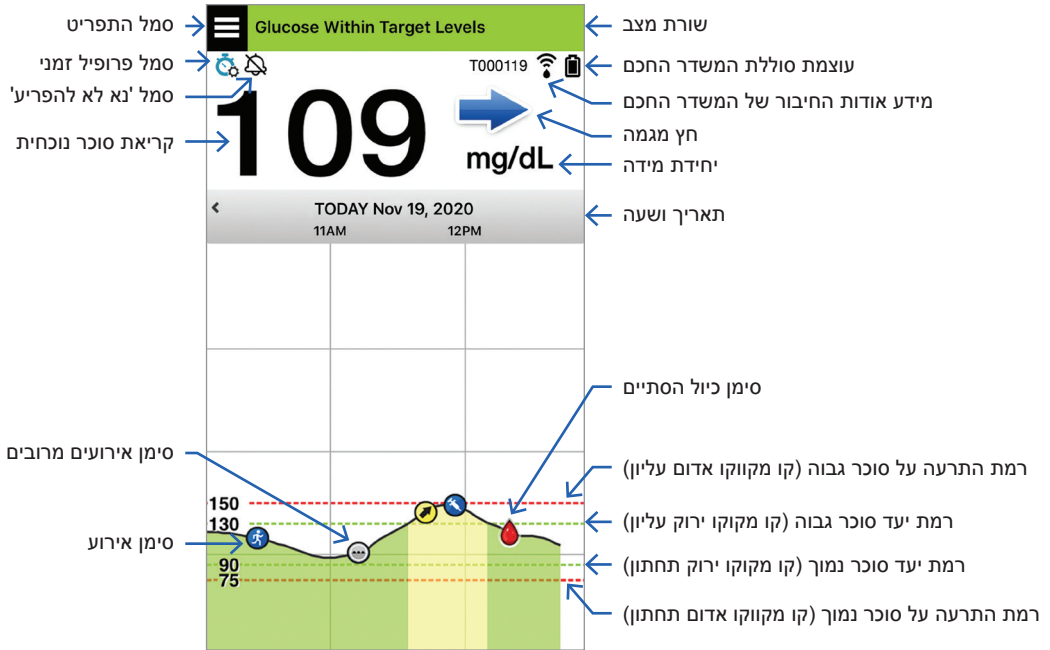 סמל התפריט
Glucose Within Target Levels
שורת מצב
סמל פרופיל זמני
T000119
עוצמת סוללת המשדר החכם
סמל 'נא לא להפריע'
מידע אודות החיבור של המשדר החכם
109
חץ מגמה
קריאת סוכר נוכחית
mg/dL
יחידת מידה
TODAY Nov 19, 2020
תאריך ושעה
11AM
12PM
סימן כיול הסתיים
סימן אירועים מרובים
רמת התרעה על סוכר גבוה (קו מקווקו אדום עליון)
150
רמת יעד סוכר גבוה (קו מקוקו ירוק עליון)
130
סימן אירוע
רמת יעד סוכר נמוך (קו מקוקו ירוק תחתון)
90
75
רמת התרעה על סוכר נמוך (קו מקווקו אדום תחתון)